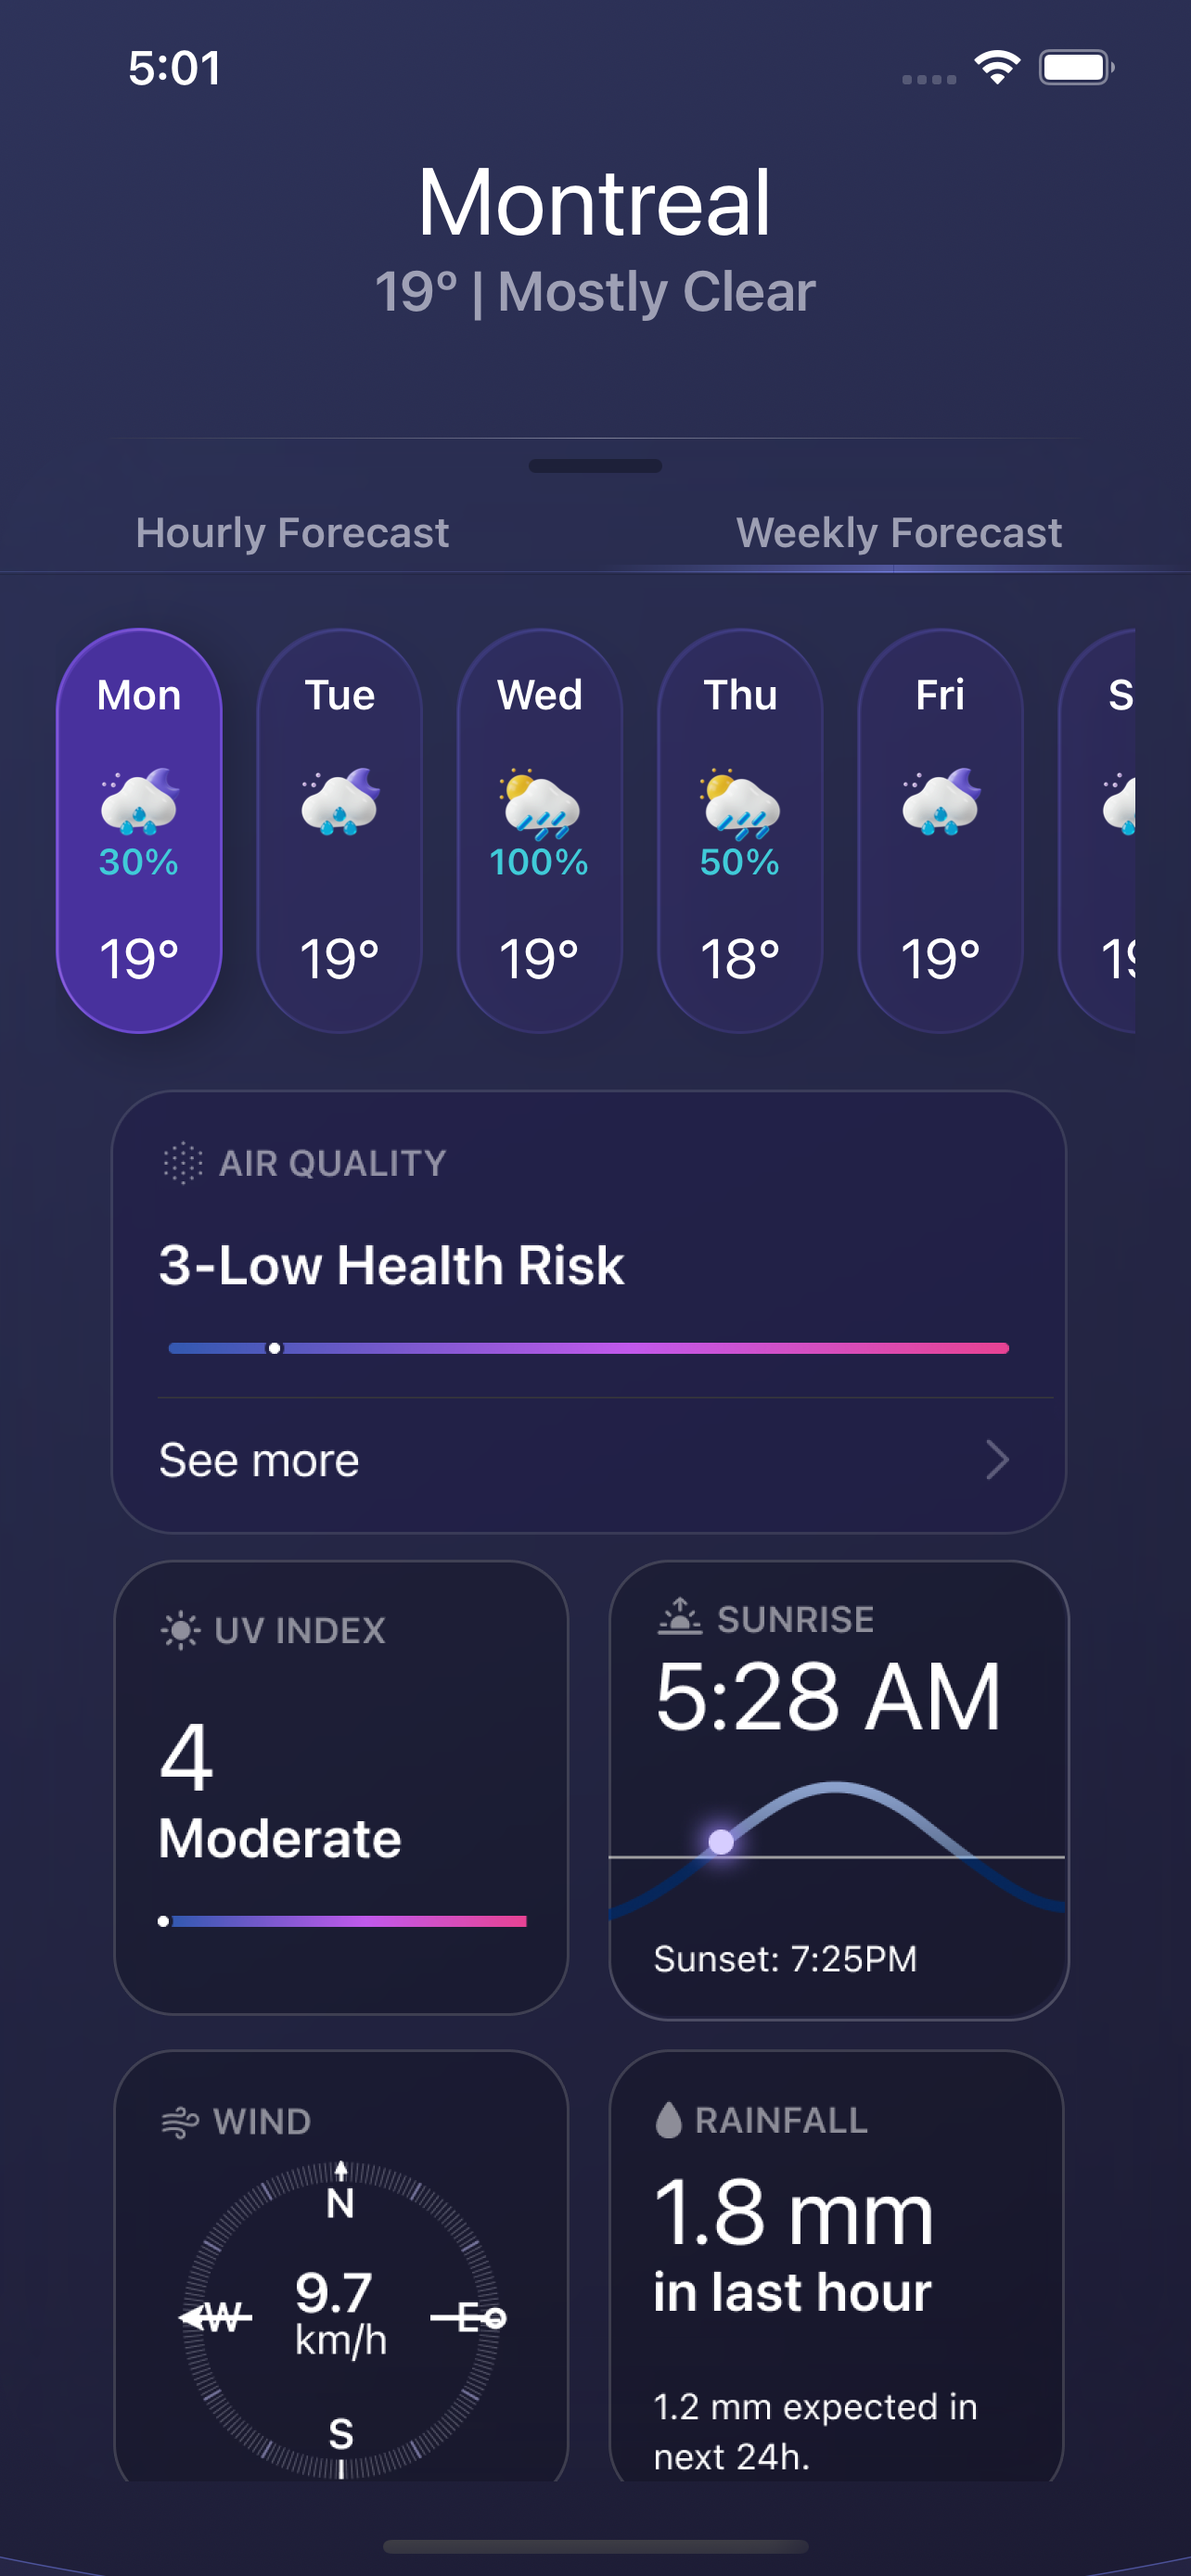 5:01
Montreal
19° | Mostly Clear
Hourly Forecast
Weekly Forecast
Mon
Tue
Wed
Thu
Fri
S
30%
100%
50%
19°
19°
19°
18°
19°
19
AIR QUALITY
3-Low Health Risk
See more
UV INDEX
4
Moderate
SUNRISE
5:28 AM
Sunset: 7:25PM
WIND
N
W
9.7
km/h
E
S
RAINFALL
1.8 mm
in last hour
1.2 mm expected in
next 24h.